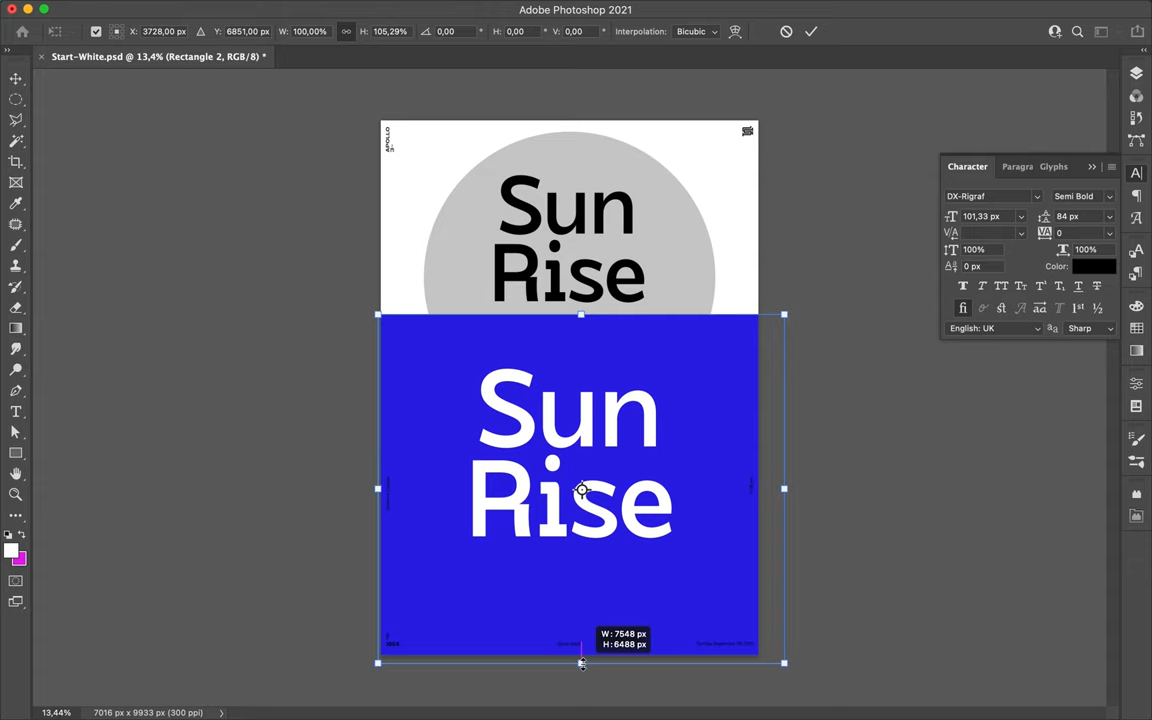 Adobe Photoshop 2021
X: 3728,00 px Y: 6851,00 px W: 100,00% H: 105,29% 0,00 ° H: 0,00 ° V: 0,00 ° Interpolation: Bicubic
Start-White.psd @ 13,4% (Rectangle 2, RGB/8) *
APOLLO
Sun
Rise
Sun
Rise
W : 7548 px
H : 6488 px
Character Paragra Glyphs
DX-Rigraf Semi Bold
101,33 px 84 px
0
100% 100%
0 px Color:
English: UK Sharp
13,44% 7016 px x 9933 px (300 ppi)